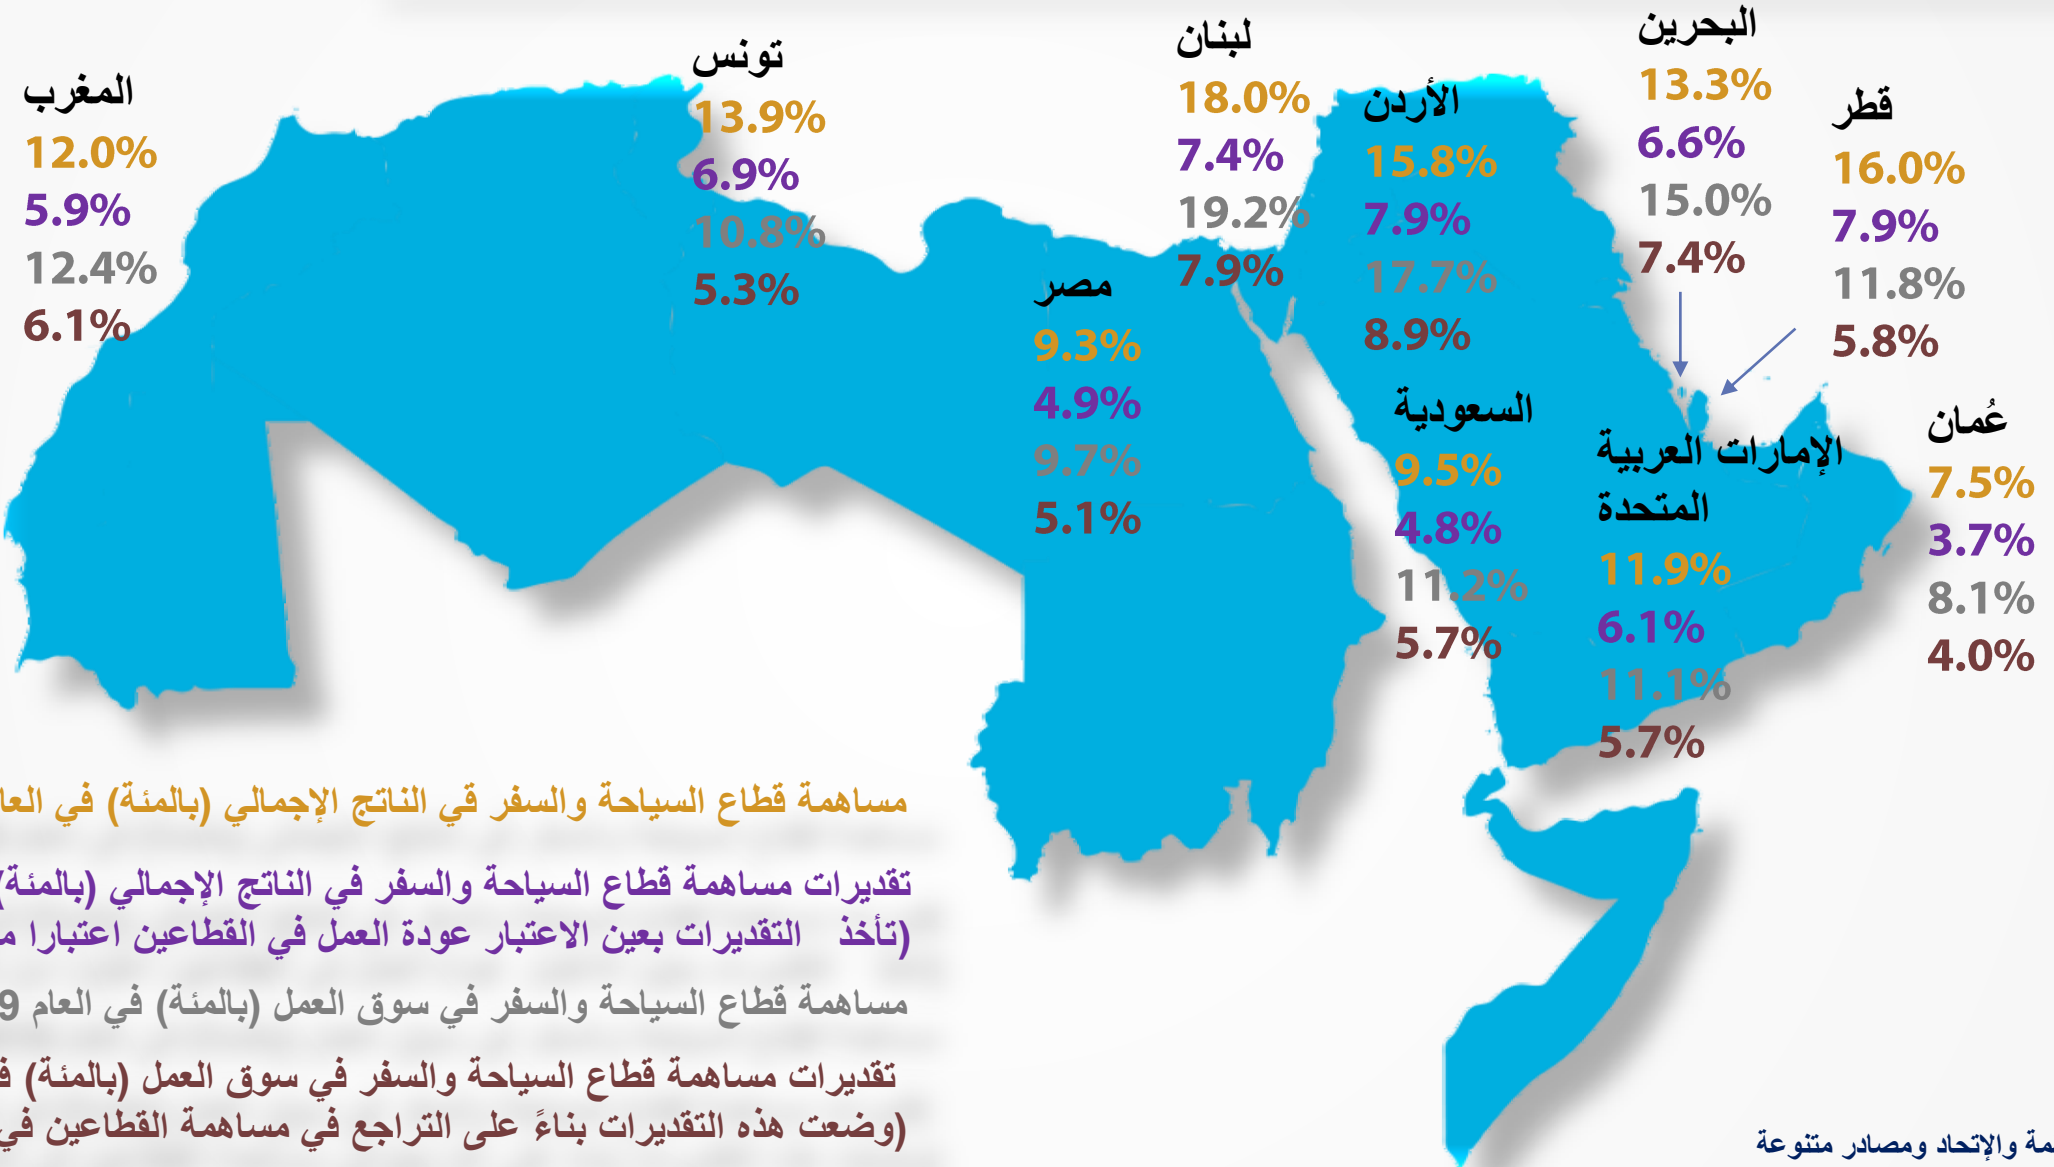 المغرب
12.0%
5.9%
12.4%
6.1%
تونس
13.9%
6.9%
10.8%
5.3%
لبنان
18.0%
7.4%
19.2%
7.9%
الأردن
15.8%
7.9%
17.7%
8.9%
البحرين
13.3%
6.6%
15.0%
7.4%
قطر
16.0%
7.9%
11.8%
5.8%
مصر
9.3%
4.9%
9.7%
5.1%
السعودية
9.5%
4.8%
11.2%
5.7%
الإمارات العربية
المتحدة
11.9%
6.1%
11.1%
5.7%
عُمان
7.5%
3.7%
8.1%
4.0%
مساهمة قطاع السياحة والسفر قي الناتج الإجمالي (بالمئة) في
تقديرات مساهمة قطاع السياحة والسفر في الناتج الإجمالي (بالمئة)
(تأخذ التقديرات بعين الاعتبار عودة العمل في القطاعين اعتبارا
مساهمة قطاع السياحة والسفر في سوق العمل (بالمئة) في العام 9
تقديرات مساهمة قطاع السياحة والسفر في سوق العمل (بالمئة)
(وضعت هذه التقديرات بناءً على التراجع في مساهمة القطاعين في
والإتحاد ومصادر متنوعة